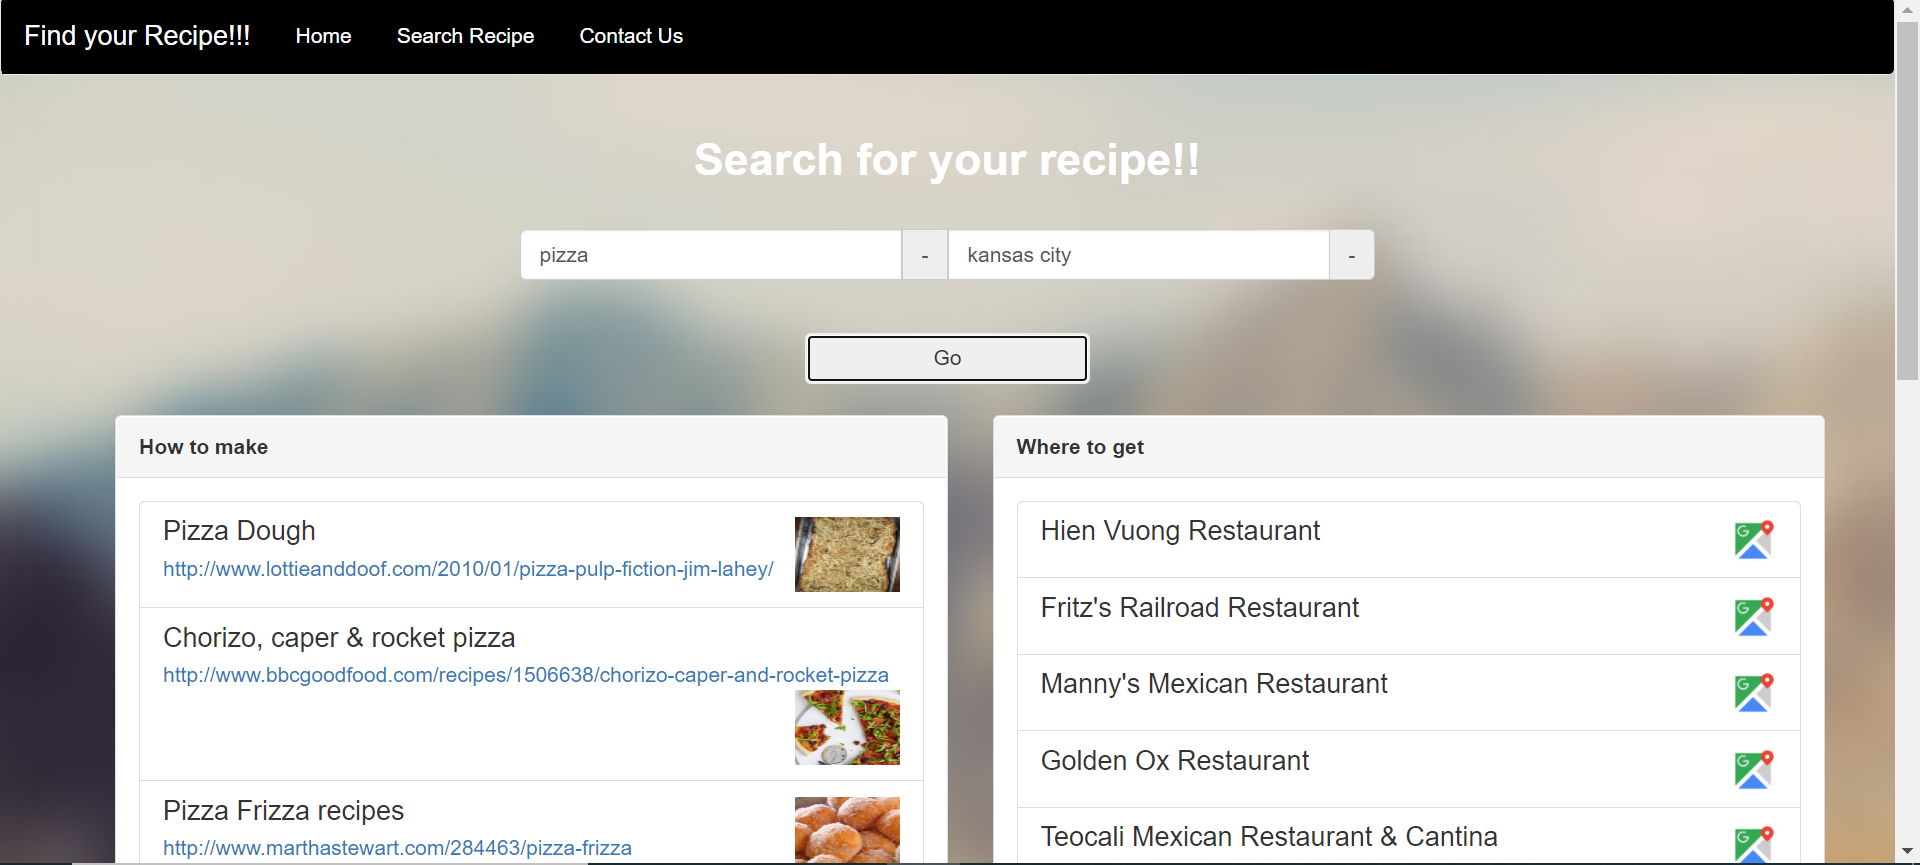 Find your Recipe!!! Home Search Recipe Contact Us
Search for your recipe!!
pizza - kansas city -
Go
How to make
Pizza Dough
http://www.lottieanddoof.com/2010/01/pizza-pulp-fiction-jim-lahey/
Chorizo, caper & rocket pizza
http://www.bbcgoodfood.com/recipes/1506638/chorizo-caper-and-rocket-pizza
Pizza Frizza recipes
http://www.marthastewart.com/284463/pizza-frizza
Where to get
Hien Vuong Restaurant
G
Fritz's Railroad Restaurant
G
Manny's Mexican Restaurant
G
Golden Ox Restaurant
G
Teocali Mexican Restaurant & Cantina
G